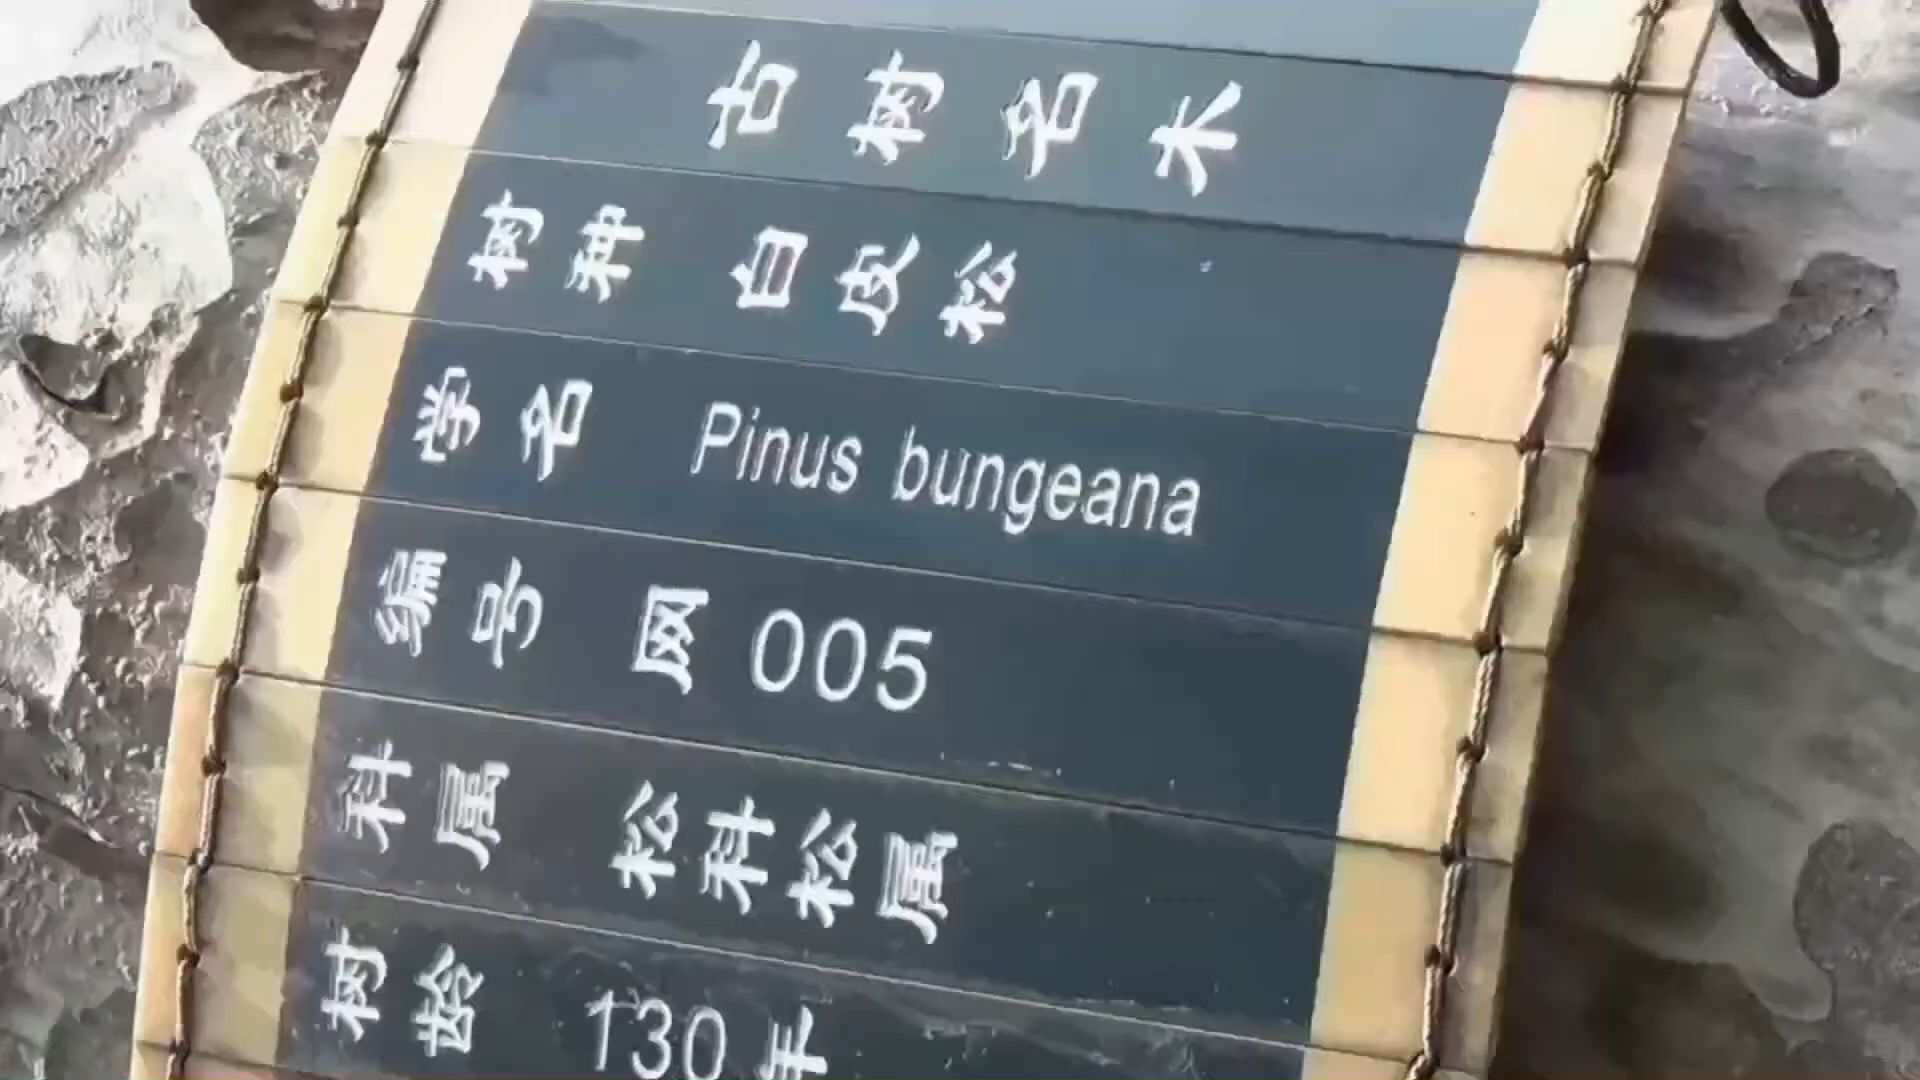 古树名木
树种 白皮松
学名 Pinus bungeana
编号 网005
科属 松科松属
树龄 130年